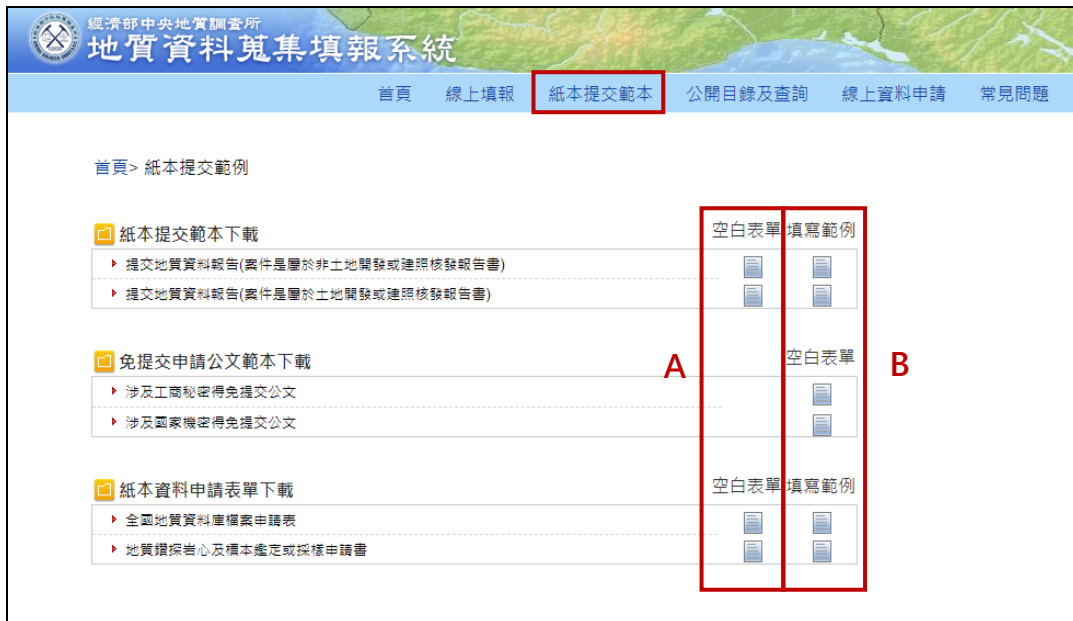 經濟部中央地質調查所
地質資料蒐集填報系統
首頁 線上填報 紙本提交範本 公開目錄及查詢 線上資料申請 常見問題
首頁> 紙本提交範例
紙本提交範本下載 空白表單 填寫範例
提交地質資料報告(案件是屬於非土地開發或建照核發報告書)
提交地質資料報告(案件是屬於土地開發或建照核發報告書)
免提交申請公文範本下載 空白表單
A B
涉及工商秘密得免提交公文
涉及國家機密得免提交公文
紙本資料申請表單下載 空白表單 填寫範例
全國地質資料庫檔案申請表
地質鑽探岩心及標本鑑定或採樣申請書